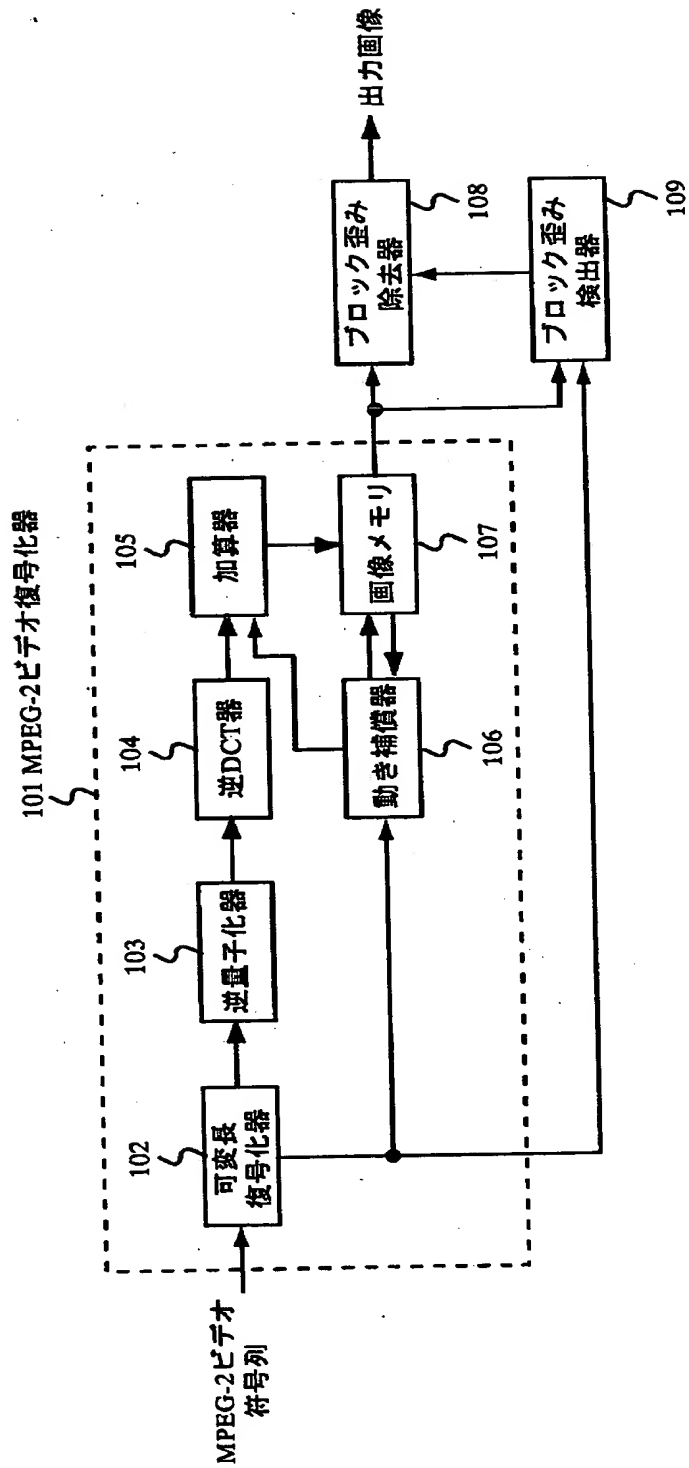 101 MPEG-2ビデオ復号化器
MPEG-2ビデオ
符号列
102
可変長
復号化器
103
逆量子化器
104
逆DCT器
105
加算器
動き補償器
106
画像メモリ
107
ブロック歪み
除去器
108
出力画像
ブロック歪み
検出器
109